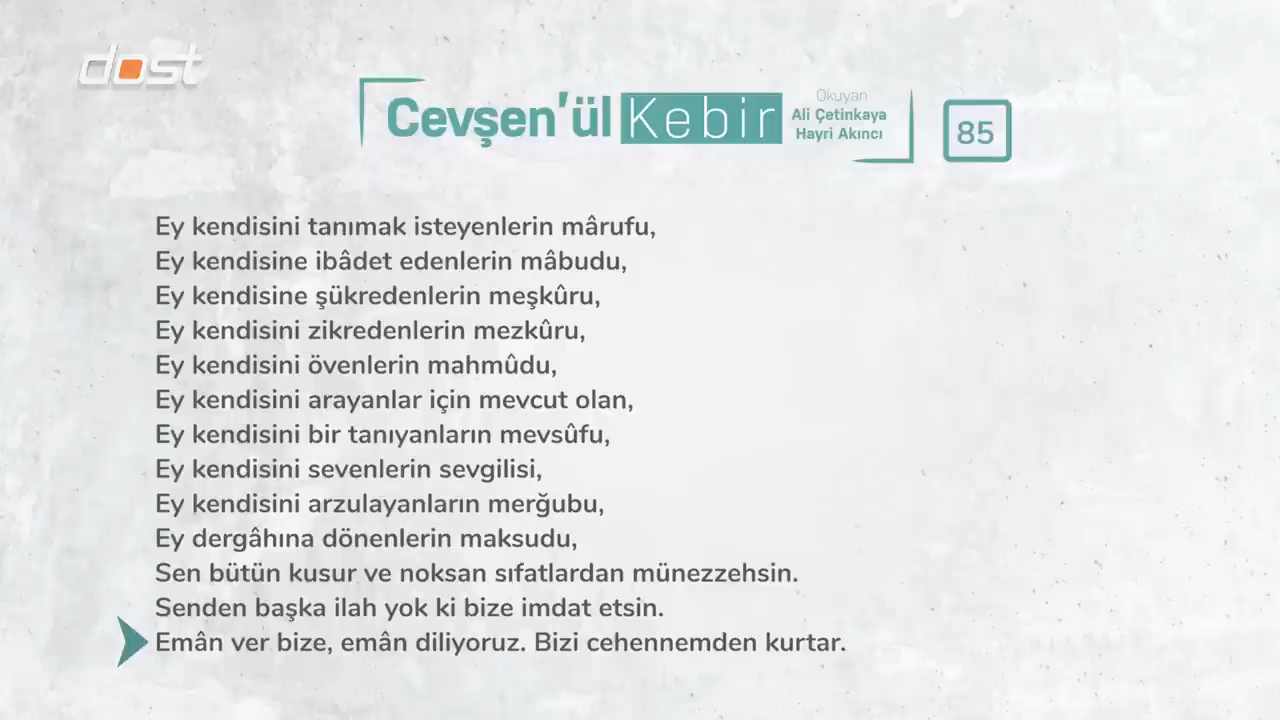 dost
Cevşen'ül Kebir
Okuyan
Ali Çetinkaya
Hayri Akıncı
85
Ey kendisini tanımak isteyenlerin mârufu,
Ey kendisine ibâdet edenlerin mâbudu,
Ey kendisine şükredenlerin meşkûru,
Ey kendisini zikredenlerin mezkûru,
Ey kendisini övenlerin mahmûdu,
Ey kendisini arayanlar için mevcut olan,
Ey kendisini bir tanıyanların mevsûfu,
Ey kendisini sevenlerin sevgilisi,
Ey kendisini arzulayanların merğubu,
Ey dergâhına dönenlerin maksudu,
Sen bütün kusur ve noksan sıfatlardan münezzehsin.
Senden başka ilah yok ki bize imdat etsin.
Emân ver bize, emân diliyoruz. Bizi cehennemden kurtar.